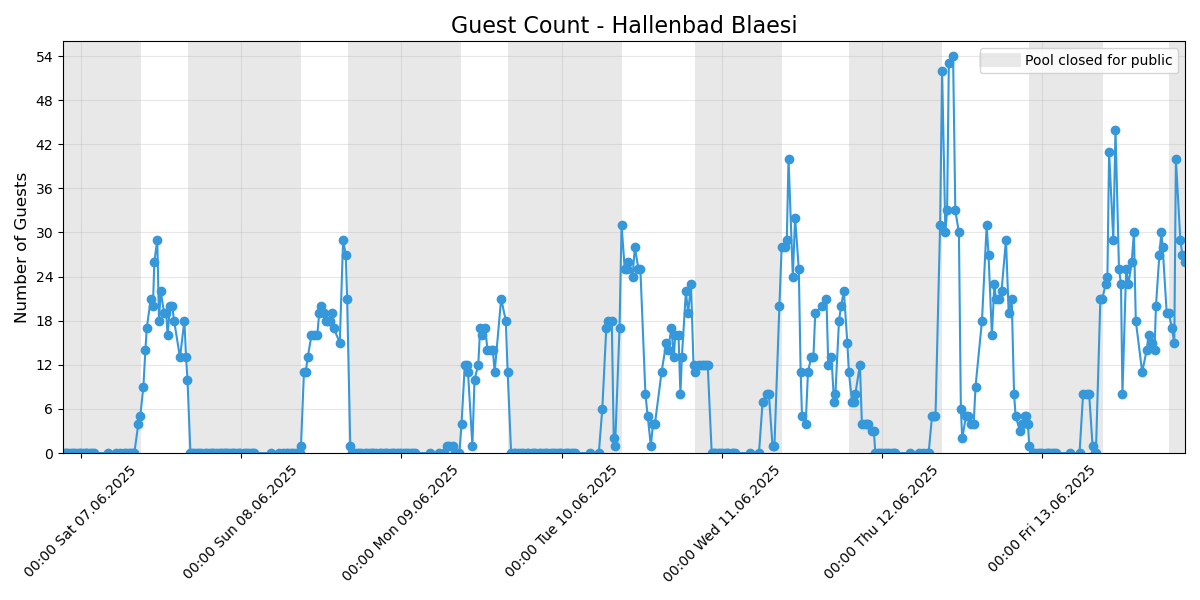 Guest Count - Hallenbad Blaesi
Pool closed for public
Number of Guests
54
48
42
36
30
24
18
12
6
0
00:00 Sat 07.06.2025
00:00 Sun 08.06.2025
00:00 Mon 09.06.2025
00:00 Tue 10.06.2025
00:00 Wed 11.06.2025
00:00 Thu 12.06.2025
00:00 Fri 13.06.2025